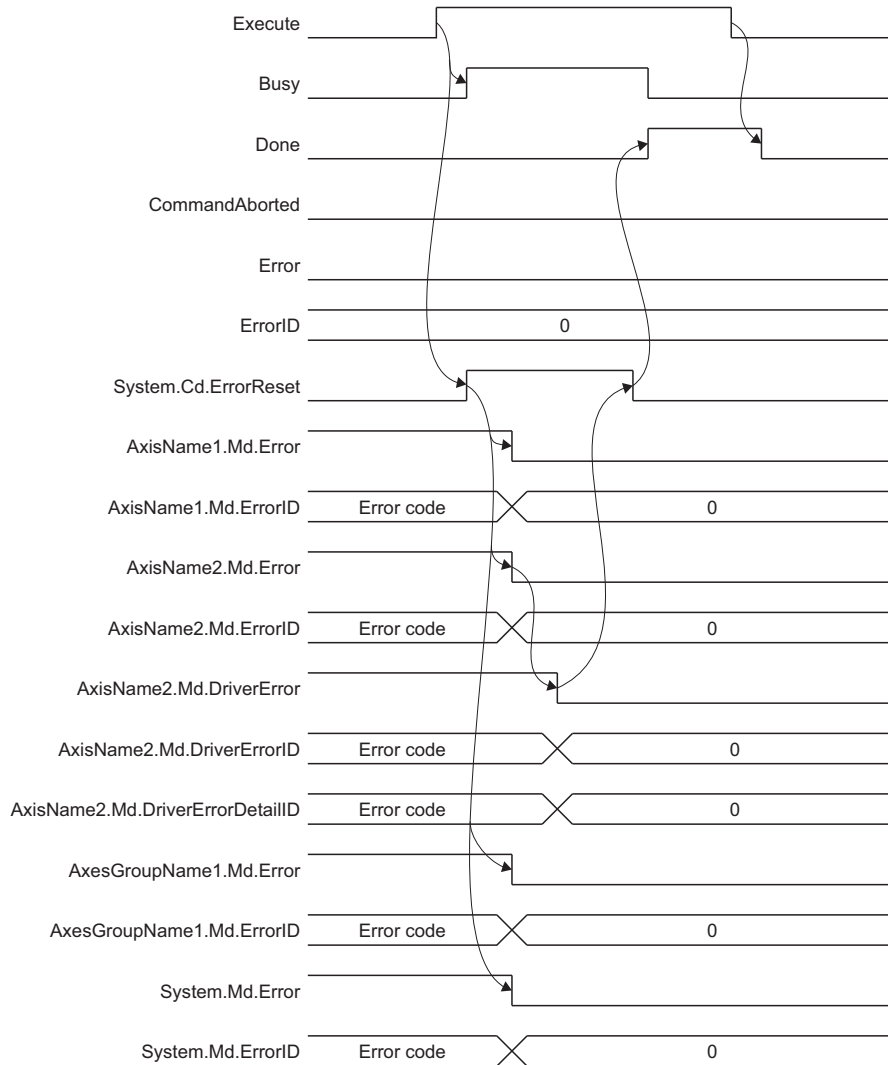 Execute
Busy
Done
CommandAborted
Error
ErrorID 0
System.Cd.ErrorReset
AxisName1.Md.Error
AxisName1.Md.ErrorID Error code 0
AxisName2.Md.Error
AxisName2.Md.ErrorID Error code 0
AxisName2.Md.DriverError
AxisName2.Md.DriverErrorID Error code 0
AxisName2.Md.DriverErrorDetailID Error code 0
AxesGroupName1.Md.Error
AxesGroupName1.Md.ErrorID Error code 0
System.Md.Error
System.Md.ErrorID Error code 0